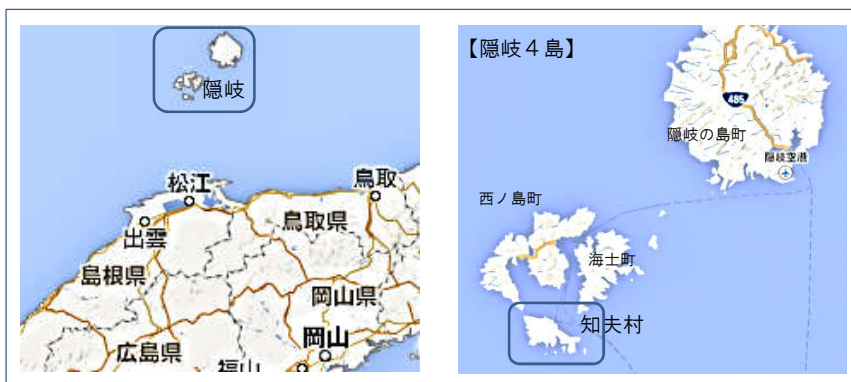 隠岐
松江
鳥取
出雲
鳥取県
島根県
岡山県
岡山
広島県
福山
【隠岐４島】
485
隠岐の島町
隠岐空港
西ノ島町
海士町
知夫村